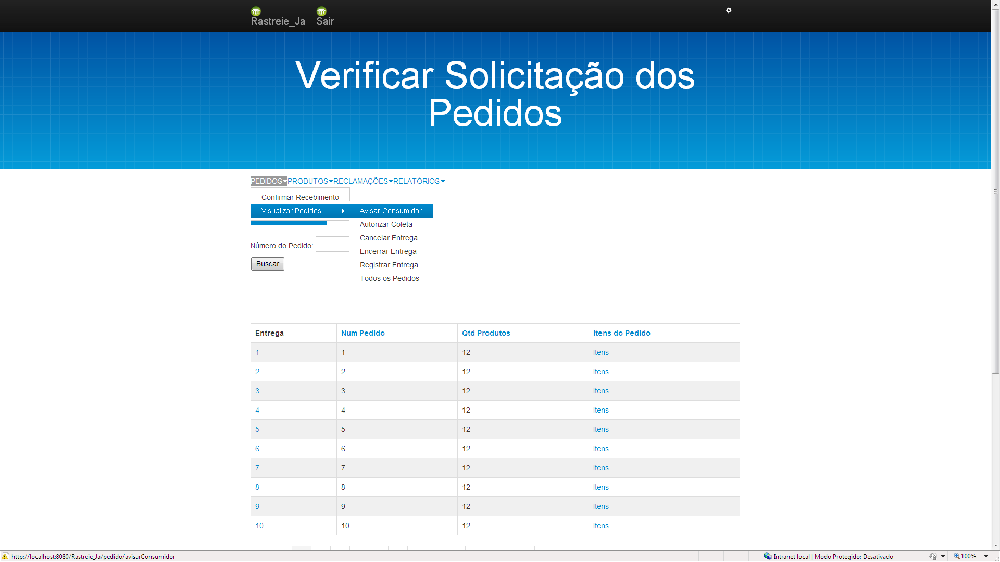 Rastreie_Ja Sair
Verificar Solicitação dos
Pedidos
PEDIDOS PRODUTOS RECLAMAÇÕES RELATÓRIOS
Confirmar Recebimento
Visualizar Pedidos Avisar Consumidor
Autorizar Coleta
Cancelar Entrega
Número do Pedido:
Encerrar Entrega
Buscar Registrar Entrega
Todos os Pedidos
Entrega Num Pedido Qtd Produtos Itens do Pedido
1 1 12 Itens
2 2 12 Itens
3 3 12 Itens
4 4 12 Itens
5 5 12 Itens
6 6 12 Itens
7 7 12 Itens
8 8 12 Itens
9 9 12 Itens
10 10 12 Itens
http://localhost:8080/Rastreie_Ja/pedido/avisarConsumidor Intranet local | Modo Protegido: Desativado 100%